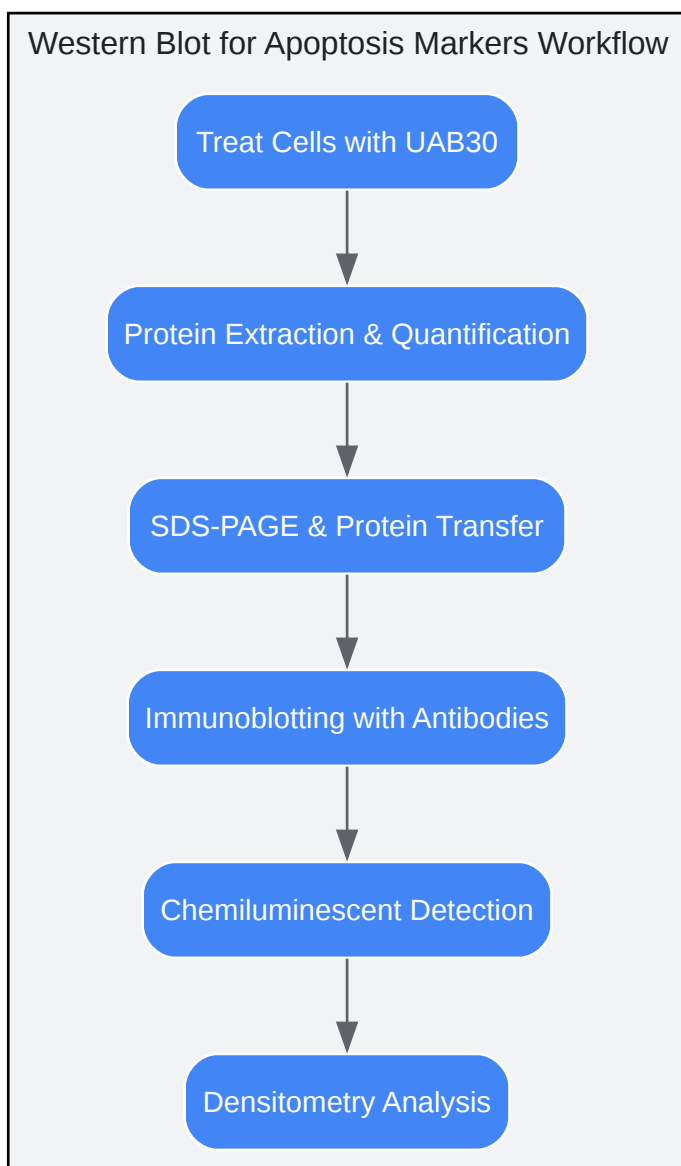 Western Blot for Apoptosis Markers Workflow
Treat Cells with UAB30
Protein Extraction & Quantification
SDS-PAGE & Protein Transfer
Immunoblotting with Antibodies
Chemiluminescent Detection
Densitometry Analysis